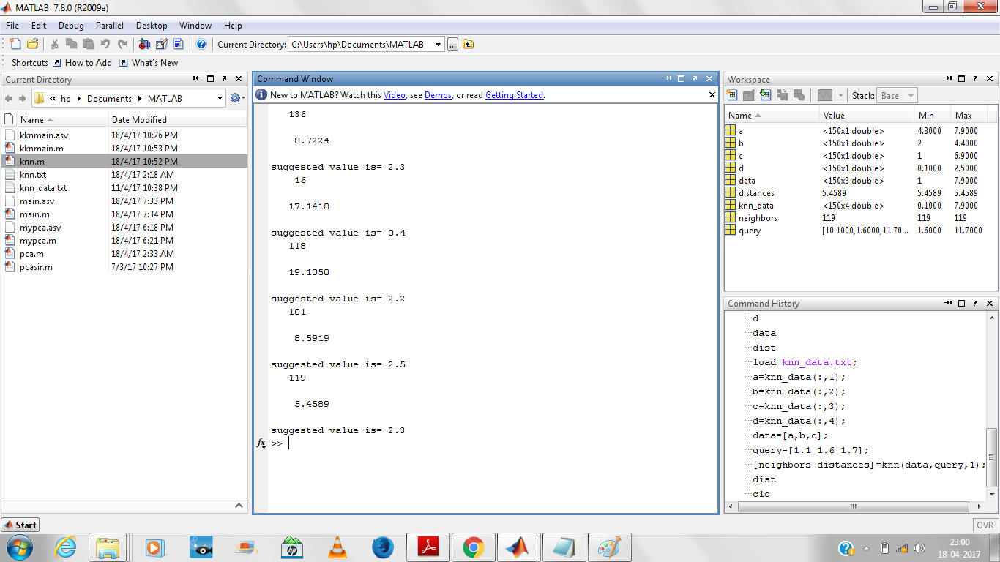 MATLAB 7.8.0 (R2009a)
File Edit Debug Parallel Desktop Window Help
Current Directory: C:\Users\hp\Documents\MATLAB ...
Shortcuts How to Add What's New
Current Directory
« hp Documents MATLAB
Name Date Modified
kknmain.asv 18/4/17 10:26 PM
kknmain.m 18/4/17 10:53 PM
knn.m 18/4/17 10:52 PM
knn.txt 18/4/17 2:18 AM
knn_data.txt 11/4/17 10:38 PM
main.asv 18/4/17 7:33 PM
main.m 18/4/17 7:34 PM
mypca.asv 18/4/17 6:18 PM
mypca.m 18/4/17 6:21 PM
pca.m 18/4/17 2:33 AM
pcasir.m 7/3/17 10:27 PM
Command Window
New to MATLAB? Watch this Video, see Demos, or read Getting Started.
136
8.7224
suggested value is= 2.3
16
17.1418
suggested value is= 0.4
118
19.1050
suggested value is= 2.2
101
8.5919
suggested value is= 2.5
119
5.4589
suggested value is= 2.3
fx >>
Workspace
Stack: Base
Name Value Min Max
a <150x1 double> 4.3000 7.9000
b <150x1 double> 2 4.4000
c <150x1 double> 1 6.9000
d <150x1 double> 0.1000 2.5000
data <150x3 double> 1 7.9000
distances 5.4589 5.4589 5.4589
knn_data <150x4 double> 0.1000 7.9000
neighbors 119 119 119
query [10.1000,1.6000,11.70... 1.6000 11.7000
Command History
d
data
dist
load knn_data.txt;
a=knn_data(:,1);
b=knn_data(:,2);
c=knn_data(:,3);
d=knn_data(:,4);
data=[a,b,c];
query=[1.1 1.6 1.7];
[neighbors distances]=knn(data,query,1);
dist
clc
Start
OVR
hp
23:00
18-04-2017